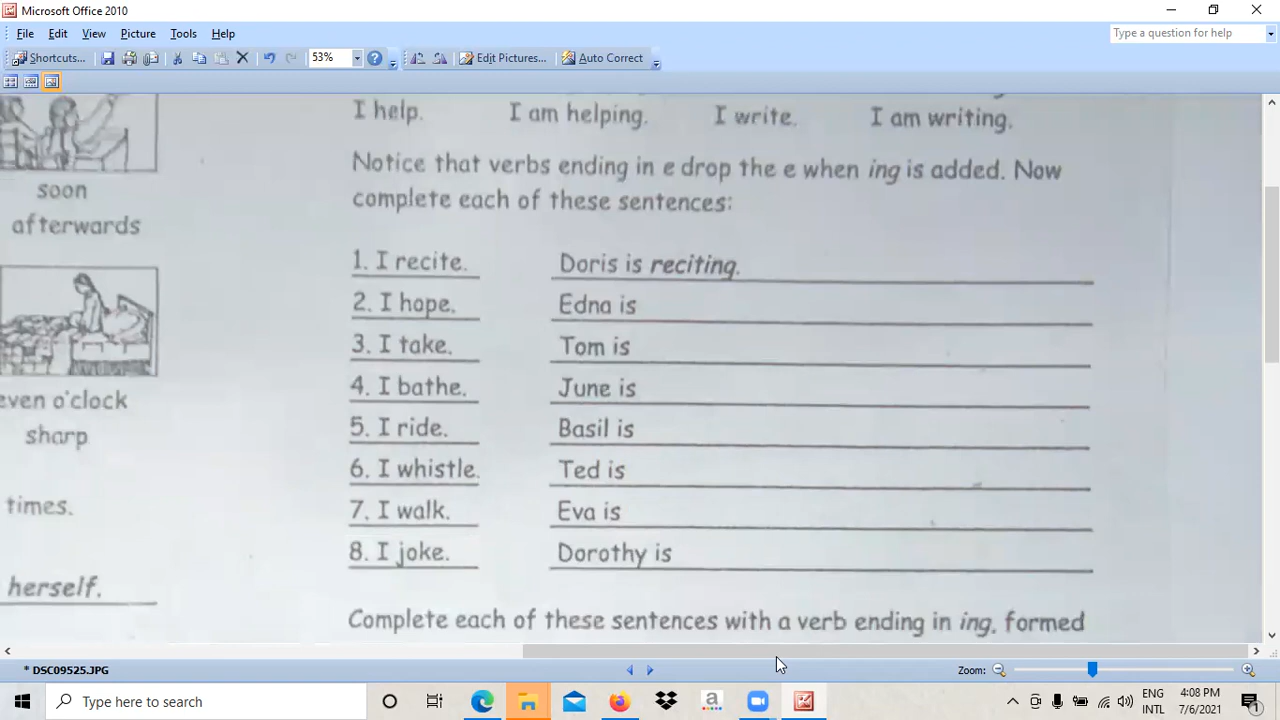 Microsoft Office 2010
File Edit View Picture Tools Help
Type a question for help
Shortcuts... 53% Edit Pictures... Auto Correct
I help. I am helping. I write. I am writing.
Notice that verbs ending in e drop the e when ing is added. Now
complete each of these sentences:
soon
afterwards
1. I recite. Doris is reciting.
2. I hope. Edna is
3. I take. Tom is
4. I bathe. June is
5. I ride. Basil is
6. I whistle. Ted is
7. I walk. Eva is
8. I joke. Dorothy is
even o'clock
sharp
times.
herself.
Complete each of these sentences with a verb ending in ing, formed
* DSC09525.JPG
Zoom:
Type here to search
ENG
INTL
4:08 PM
7/6/2021